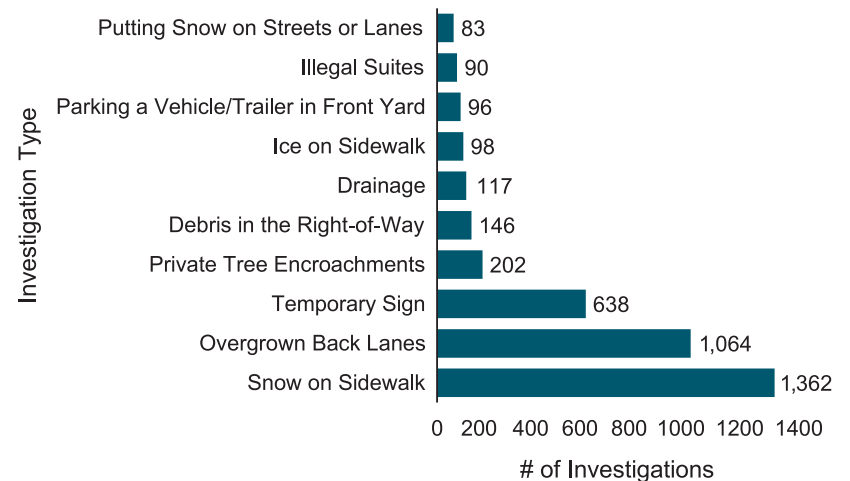 Investigation Type
Putting Snow on Streets or Lanes 83
Illegal Suites 90
Parking a Vehicle/Trailer in Front Yard 96
Ice on Sidewalk 98
Drainage 117
Debris in the Right-of-Way 146
Private Tree Encroachments 202
Temporary Sign 638
Overgrown Back Lanes 1,064
Snow on Sidewalk 1,362
0 200 400 600 800 1000 1200 1400
# of Investigations